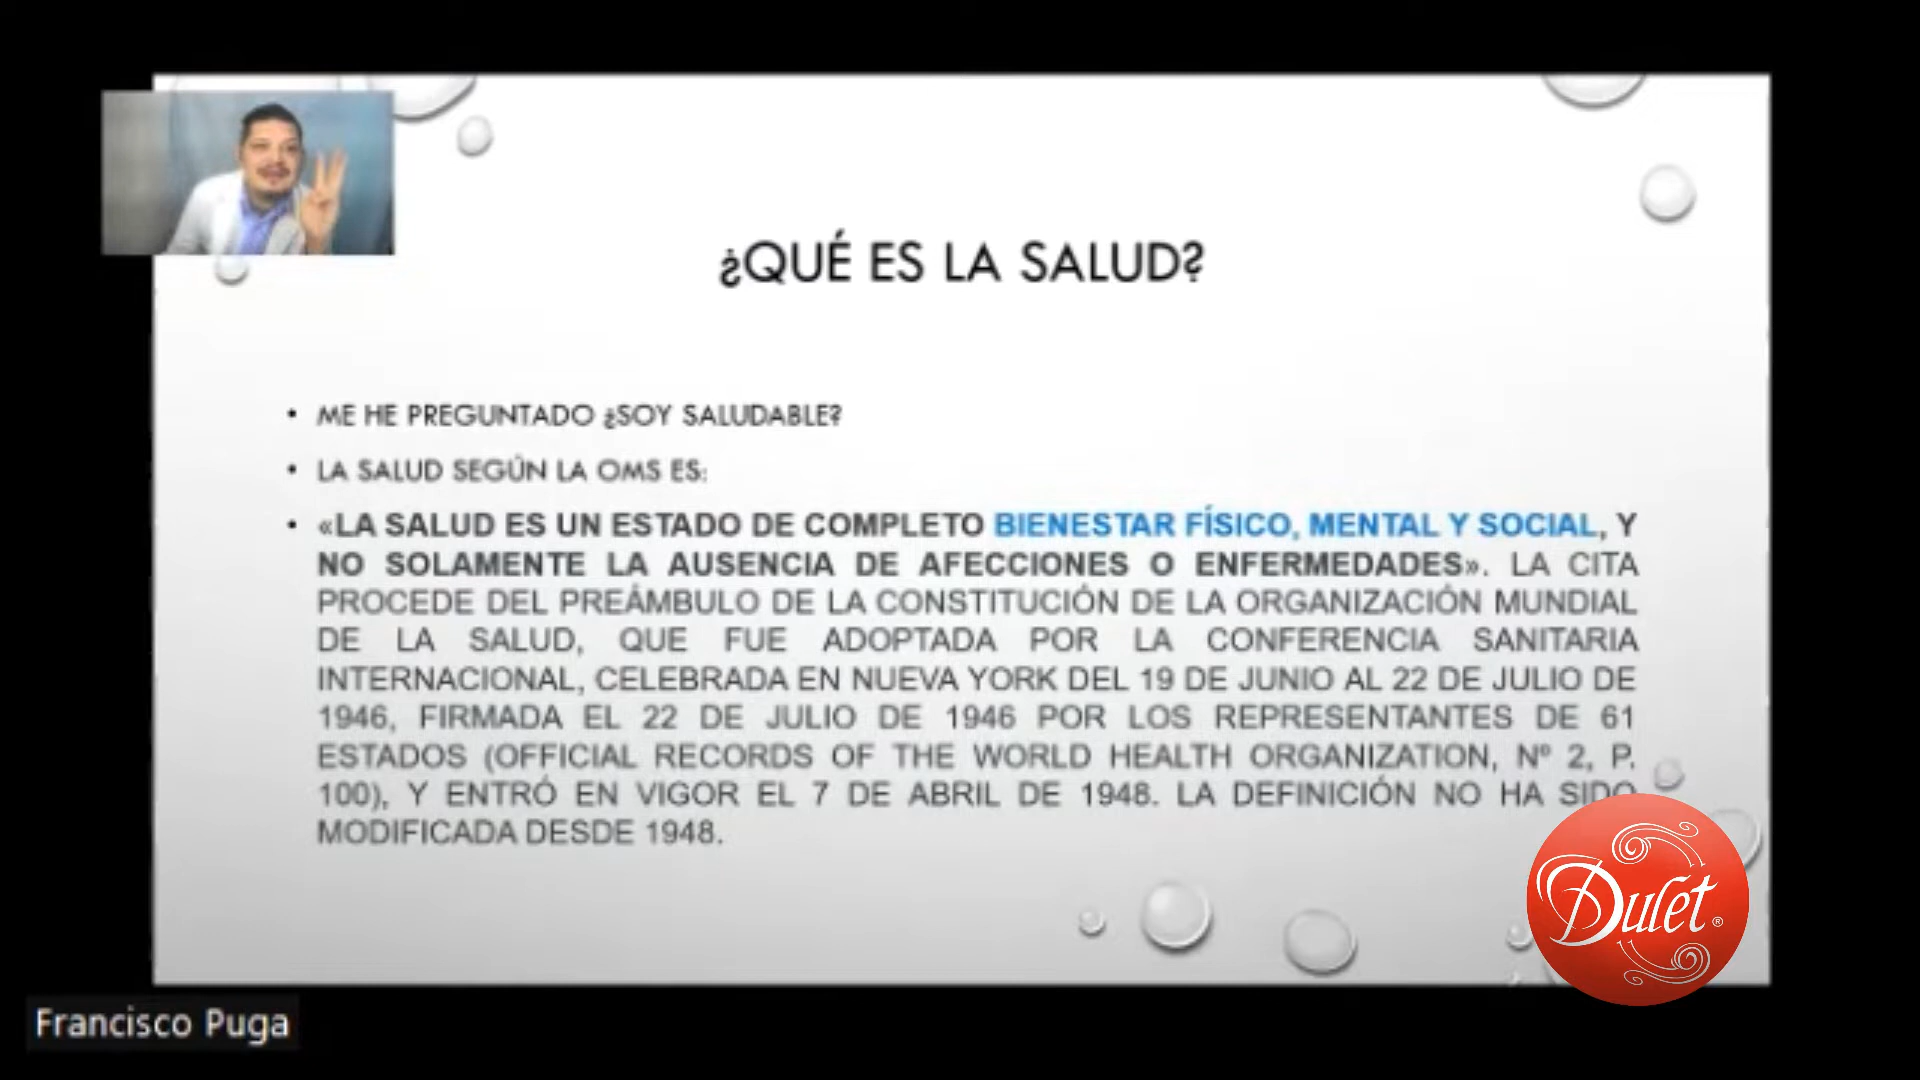 ¿QUÉ ES LA SALUD?
• ME HE PREGUNTADO ¿SOY SALUDABLE?
• LA SALUD SEGÚN LA OMS ES:
• «LA SALUD ES UN ESTADO DE COMPLETO BIENESTAR FÍSICO, MENTAL Y SOCIAL, Y
NO SOLAMENTE LA AUSENCIA DE AFECCIONES O ENFERMEDADES». LA CITA
PROCEDE DEL PREÁMBULO DE LA CONSTITUCIÓN DE LA ORGANIZACIÓN MUNDIAL
DE LA SALUD, QUE FUE ADOPTADA POR LA CONFERENCIA SANITARIA
INTERNACIONAL, CELEBRADA EN NUEVA YORK DEL 19 DE JUNIO AL 22 DE JULIO DE
1946, FIRMADA EL 22 DE JULIO DE 1946 POR LOS REPRESENTANTES DE 61
ESTADOS (OFFICIAL RECORDS OF THE WORLD HEALTH ORGANIZATION, Nº 2, P.
100), Y ENTRÓ EN VIGOR EL 7 DE ABRIL DE 1948. LA DEFINICIÓN NO HA SIDO
MODIFICADA DESDE 1948.
Dulet®
Francisco Puga